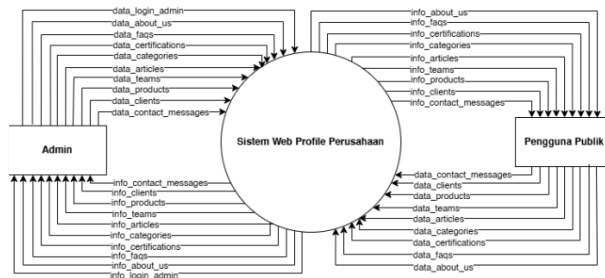 data_login_admin
data_about_us
data_faqs
data_certifications
data_categories
data_articles
data_teams
data_products
data_clients
data_contact_messages
info_about_us
info_faqs
info_certifications
info_categories
info_articles
info_teams
info_products
info_clients
info_contact_messages
Admin
Sistem Web Profile Perusahaan
Pengguna Publik
info_contact_messages
info_clients
info_products
info_teams
info_articles
info_categories
info_certifications
info_faqs
info_about_us
info_login_admin
data_contact_messages
data_clients
data_products
data_teams
data_articles
data_categories
data_certifications
data_faqs
data_about_us